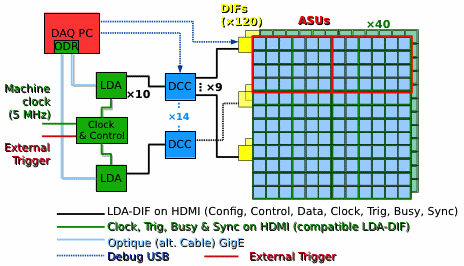 DIFs
(×120)
ASUs
×40
DAQ PC
ODR
LDA
×10
DCC
⋮ ×9
Machine
clock
(5 MHz)
×14
Clock
& Control
External
Trigger
DCC
LDA
LDA-DIF on HDMI (Config, Control, Data, Clock, Trig, Busy, Sync)
Clock, Trig, Busy & Sync on HDMI (compatible LDA-DIF)
Optique (alt. Cable) GigE
Debug USB
External Trigger